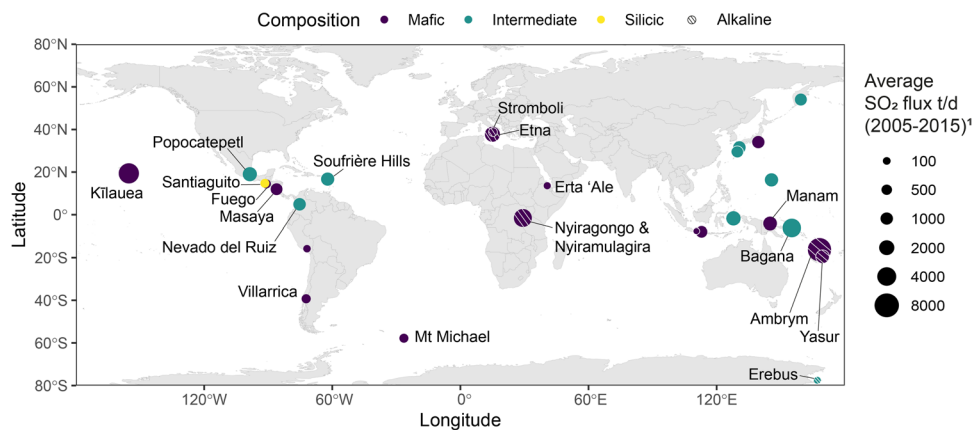 Composition Mafic Intermediate Silicic Alkaline
80°N
60°N
40°N
20°N
0°
20°S
40°S
60°S
80°S
Latitude
120°W 60°W 0° 60°E 120°E
Longitude
Stromboli
Etna
Popocatepetl
Soufrière Hills
Kīlauea
Santiaguito
Fuego
Masaya
Erta ‘Ale
Manam
Nevado del Ruiz
Nyiragongo &
Nyiramulagira
Bagana
Villarrica
Ambrym
Yasur
Mt Michael
Erebus
Average
SO₂ flux t/d
(2005-2015)¹
100
500
1000
2000
4000
8000